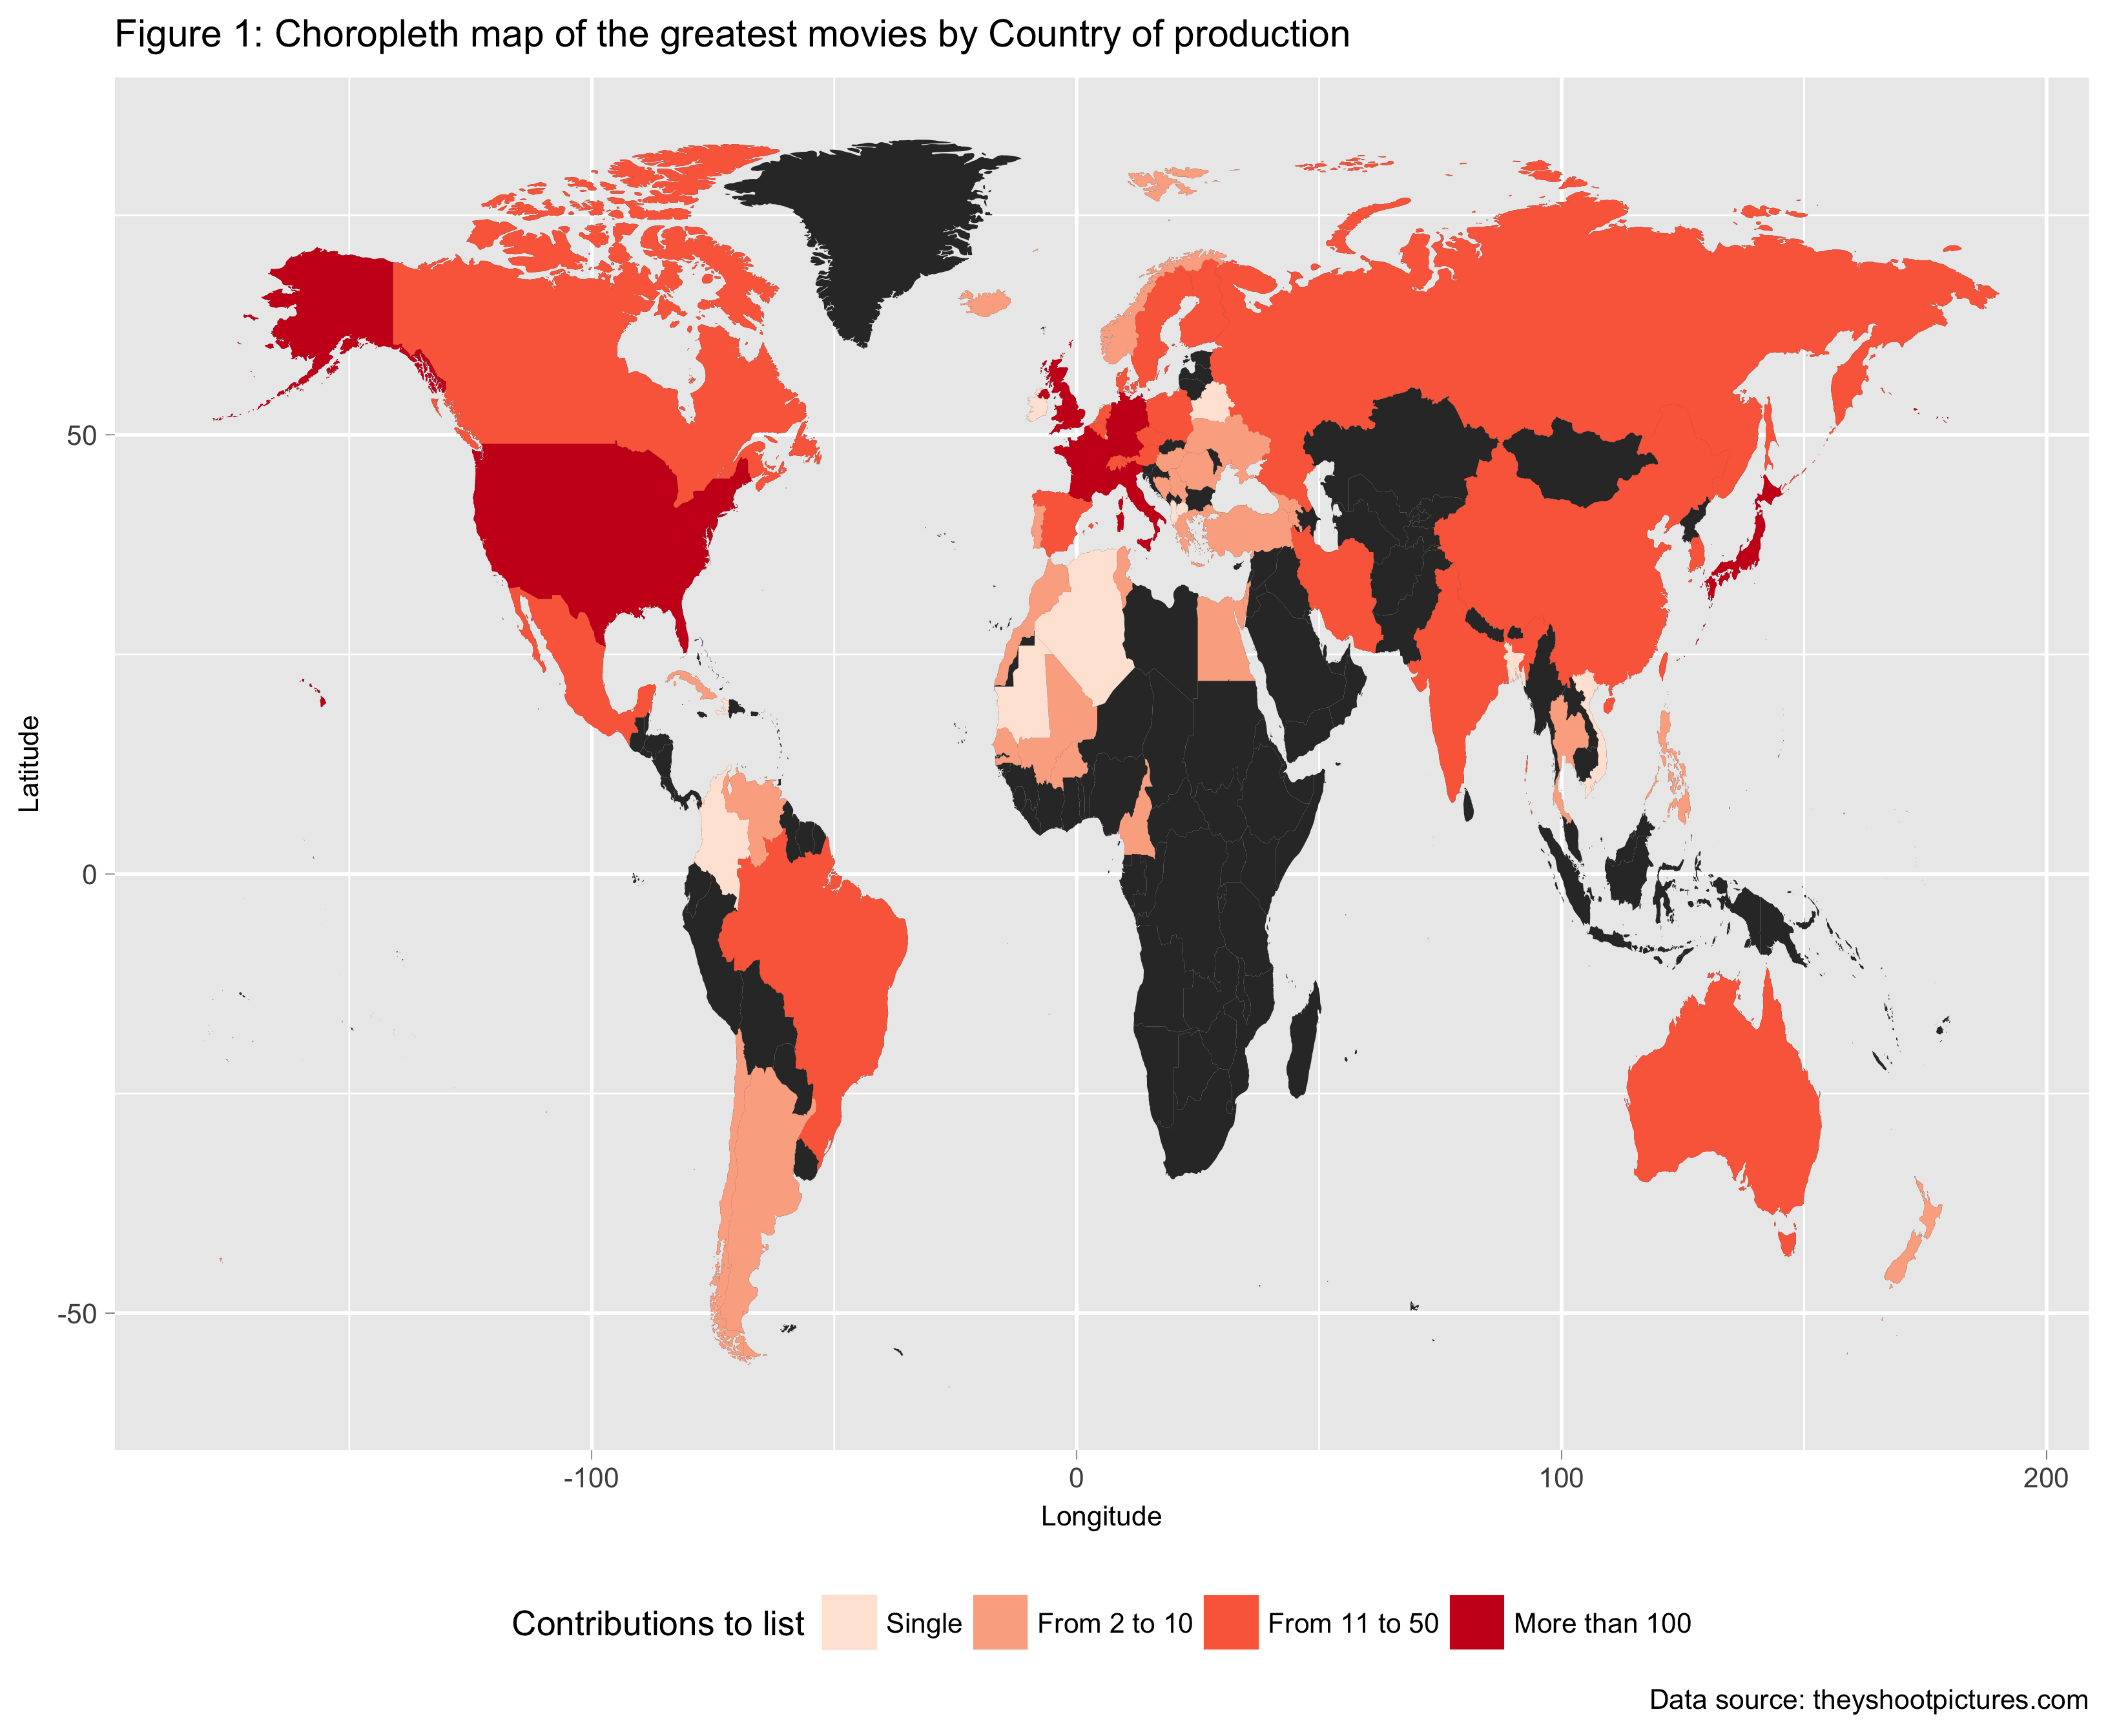 Figure 1: Choropleth map of the greatest movies by Country of production
Latitude
50
0
-50
-100 0 100 200
Longitude
Contributions to list Single From 2 to 10 From 11 to 50 More than 100
Data source: theyshootpictures.com